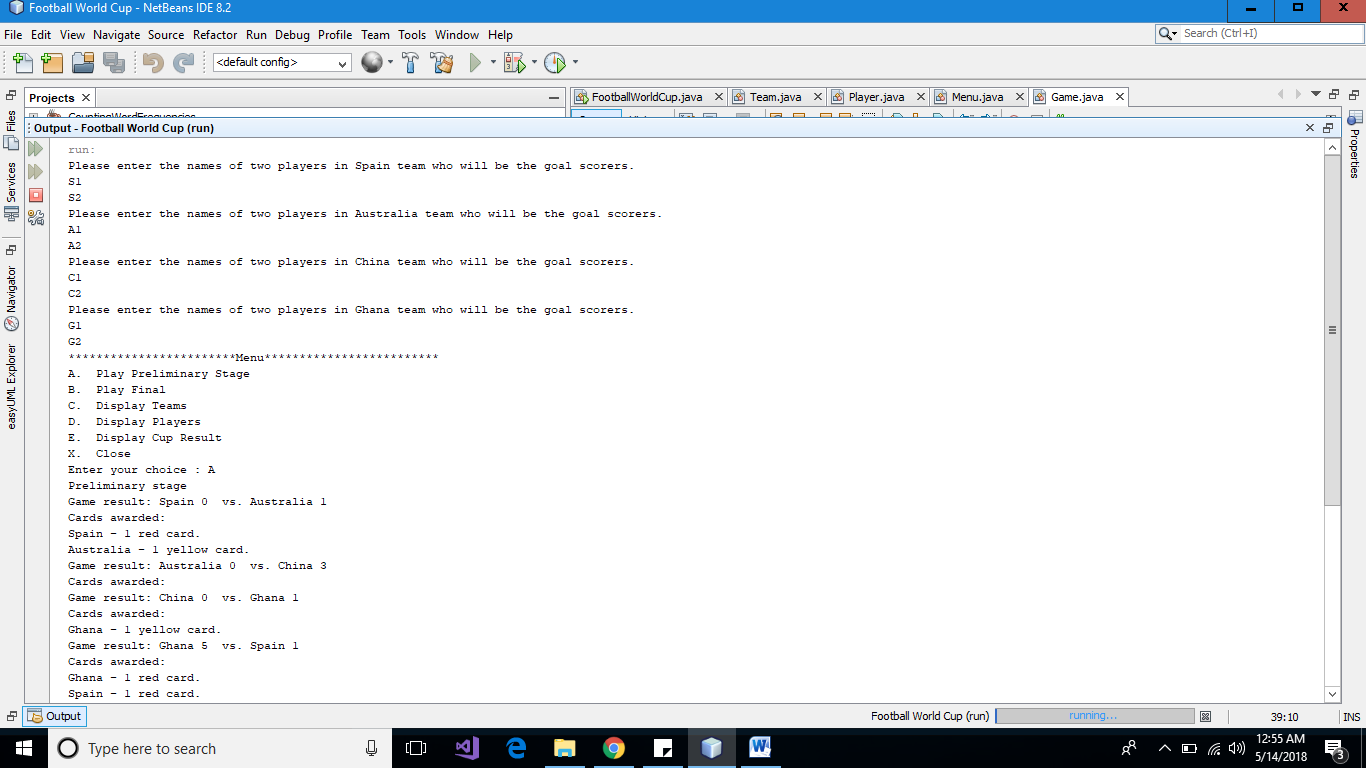 Football World Cup - NetBeans IDE 8.2
File Edit View Navigate Source Refactor Run Debug Profile Team Tools Window Help
Search (Ctrl+I)
<default config>
Projects
FootballWorldCup.java Team.java Player.java Menu.java Game.java
CountingWordFrequencies
Output - Football World Cup (run)
Files
Services
Navigator
easyUML Explorer
Properties
run:
Please enter the names of two players in Spain team who will be the goal scorers.
S1
S2
Please enter the names of two players in Australia team who will be the goal scorers.
A1
A2
Please enter the names of two players in China team who will be the goal scorers.
C1
C2
Please enter the names of two players in Ghana team who will be the goal scorers.
G1
G2
************************Menu*************************
A.  Play Preliminary Stage
B.  Play Final
C.  Display Teams
D.  Display Players
E.  Display Cup Result
X.  Close
Enter your choice : A
Preliminary stage
Game result: Spain 0  vs. Australia 1
Cards awarded:
Spain - 1 red card.
Australia - 1 yellow card.
Game result: Australia 0  vs. China 3
Cards awarded:
Game result: China 0  vs. Ghana 1
Cards awarded:
Ghana - 1 yellow card.
Game result: Ghana 5  vs. Spain 1
Cards awarded:
Ghana - 1 red card.
Spain - 1 red card.
Output
Football World Cup (run) running... 39:10 INS
Type here to search
12:55 AM
5/14/2018
3